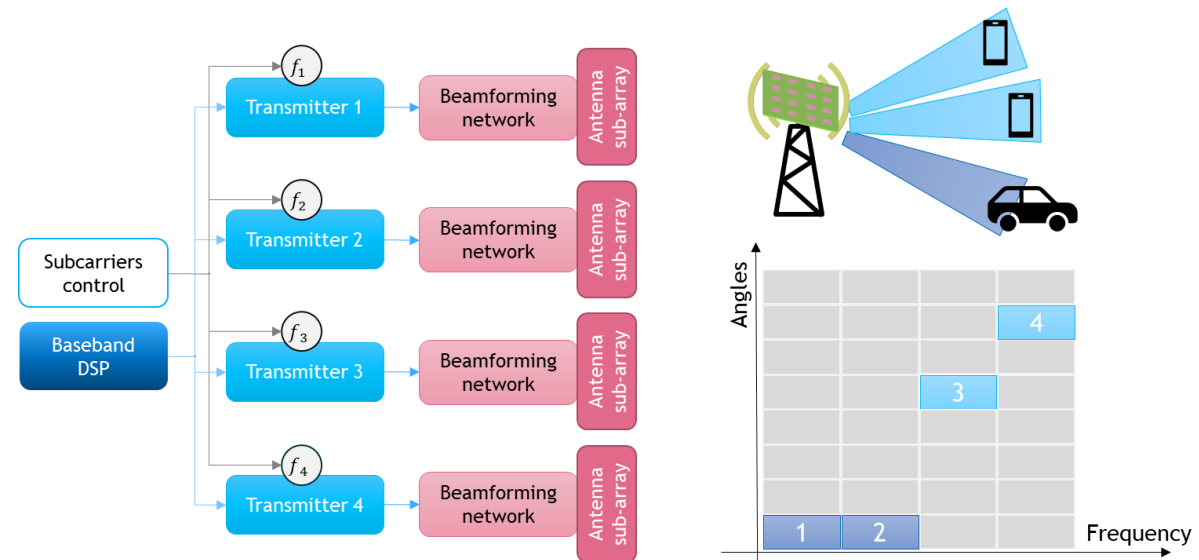 f1
Transmitter 1
Beamforming
network
Antenna
sub-array
f2
Transmitter 2
Beamforming
network
Antenna
sub-array
Subcarriers
control
Baseband
DSP
f3
Transmitter 3
Beamforming
network
Antenna
sub-array
f4
Transmitter 4
Beamforming
network
Antenna
sub-array
Angles
4
3
1
2
Frequency